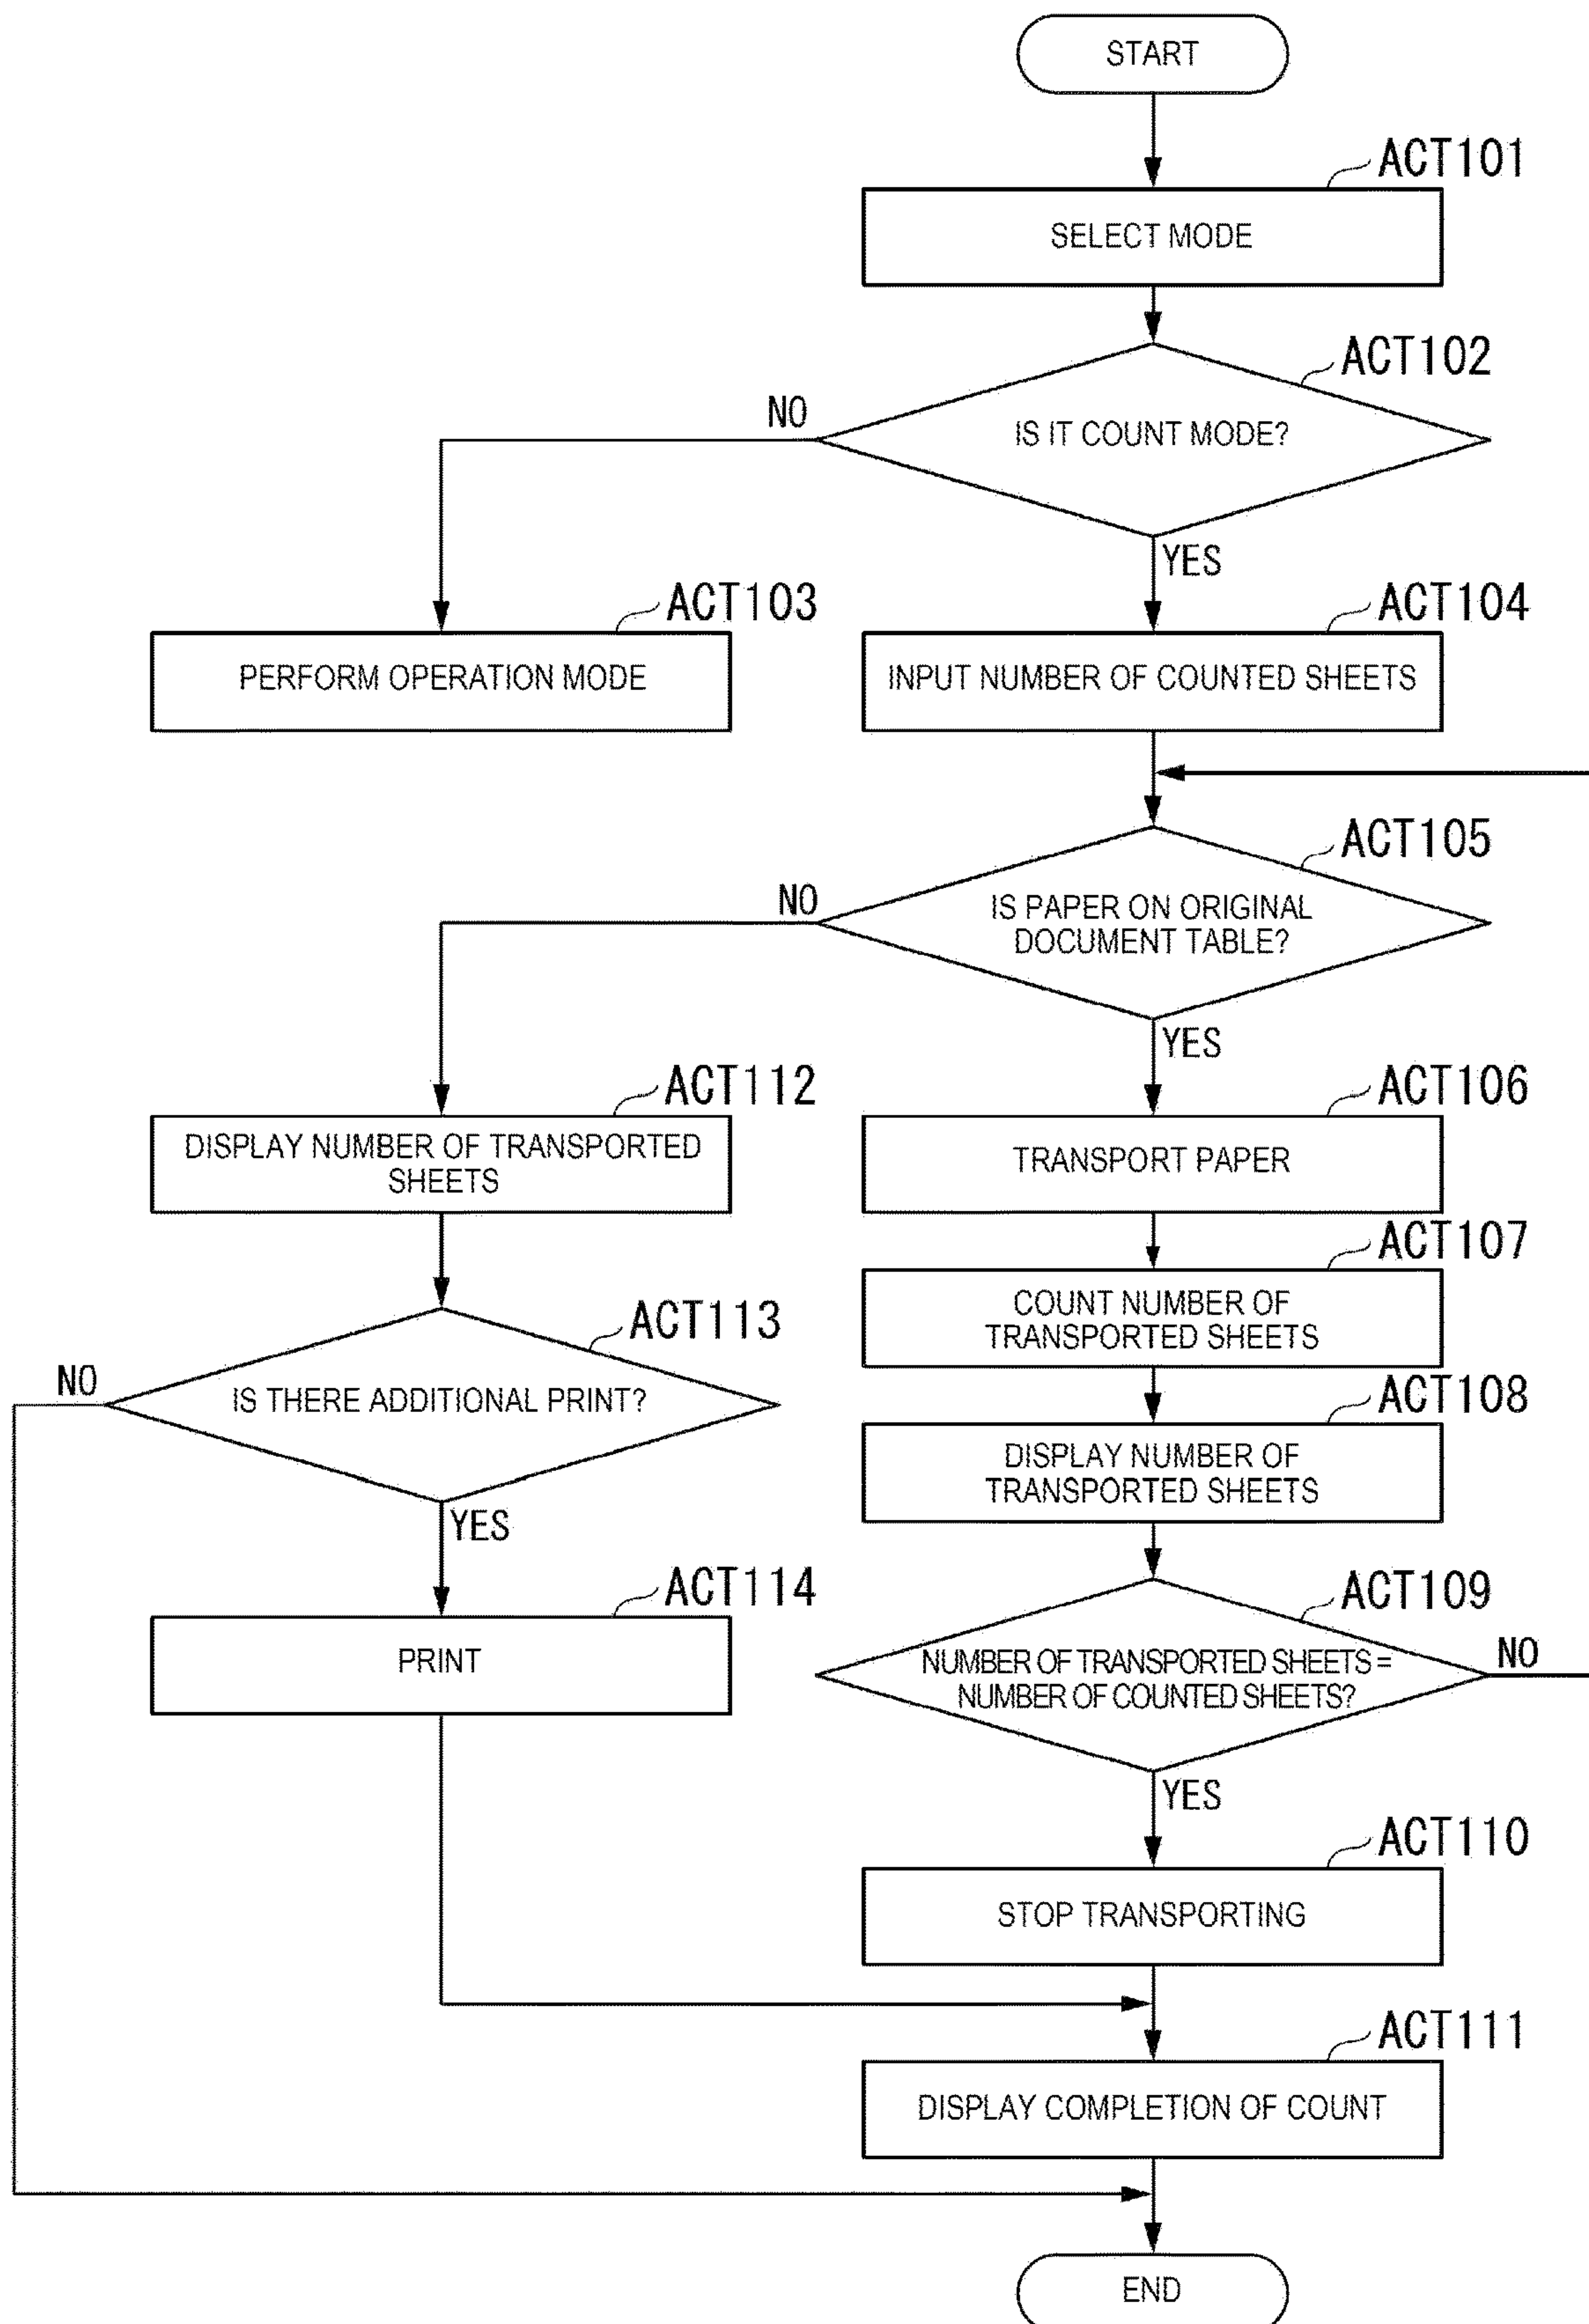 START
ACT101
SELECT MODE
ACT102
NO
IS IT COUNT MODE?
YES
ACT103
PERFORM OPERATION MODE
ACT104
INPUT NUMBER OF COUNTED SHEETS
ACT105
NO
IS PAPER ON ORIGINAL
DOCUMENT TABLE?
YES
ACT112
DISPLAY NUMBER OF TRANSPORTED
SHEETS
ACT106
TRANSPORT PAPER
ACT107
COUNT NUMBER OF
TRANSPORTED SHEETS
ACT113
NO
IS THERE ADDITIONAL PRINT?
YES
ACT108
DISPLAY NUMBER OF
TRANSPORTED SHEETS
ACT114
PRINT
ACT109
NUMBER OF TRANSPORTED SHEETS =
NUMBER OF COUNTED SHEETS?
NO
YES
ACT110
STOP TRANSPORTING
ACT111
DISPLAY COMPLETION OF COUNT
END